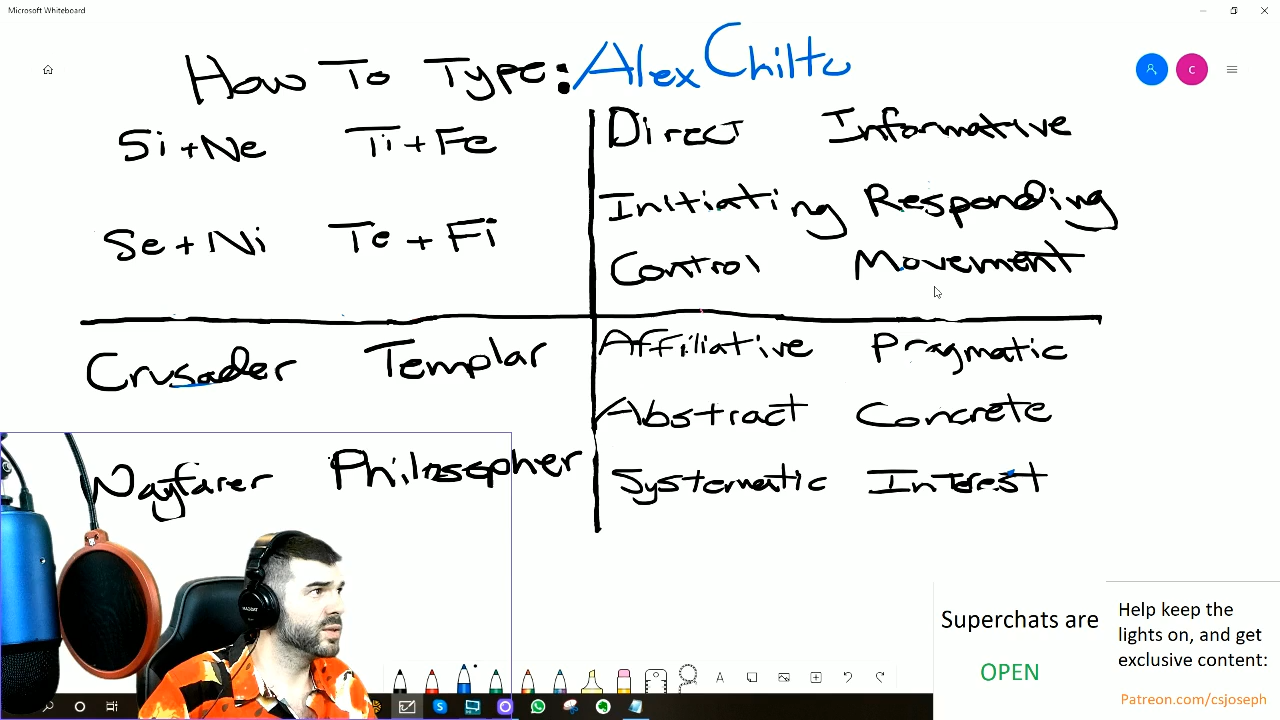 Microsoft Whiteboard
How To Type: Alex Chiltu
C
Si + Ne Ti + Fe
Se + Ni Te + Fi
Direct Informative
Initiating Responding
Control Movement
Crusader Templar
Wayfarer Philosopher
Affiliative Pragmatic
Abstract Concrete
Systematic Interest
Superchats are
OPEN
Help keep the
lights on, and get
exclusive content:
Patreon.com/csjoseph
A